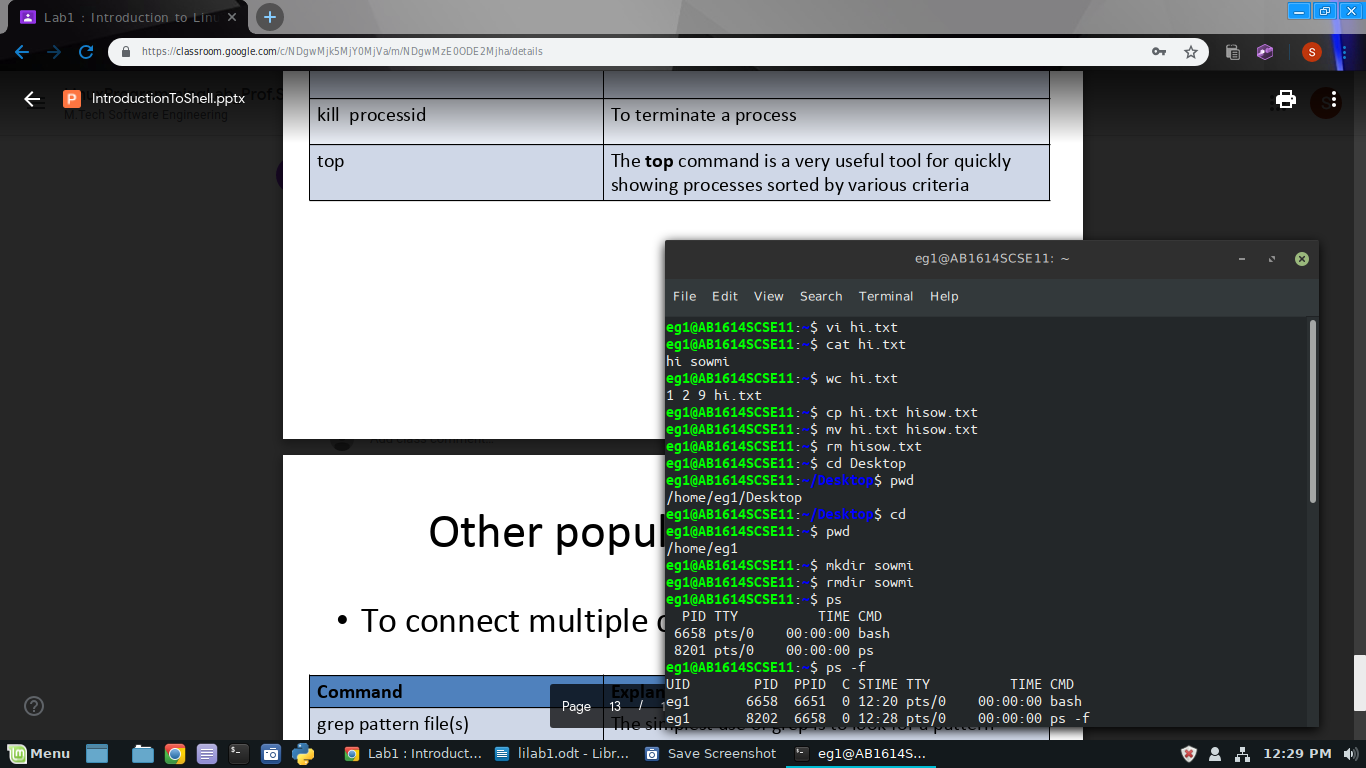 Lab1 : Introduction to Linu
https://classroom.google.com/c/NDgwMjk5MjY0MjVa/m/NDgwMzE0ODE2Mjha/details
S
IntroductionToShell.pptx
M.Tech Software Engineering
kill processid
To terminate a process
top
The top command is a very useful tool for quickly
showing processes sorted by various criteria
Other popul
• To connect multiple
Command
grep pattern file(s)
The simplest use of grep is to look for a pattern
Page 13 /
eg1@AB1614SCSE11: ~
File Edit View Search Terminal Help
eg1@AB1614SCSE11:~$ vi hi.txt
eg1@AB1614SCSE11:~$ cat hi.txt
hi sowmi
eg1@AB1614SCSE11:~$ wc hi.txt
1 2 9 hi.txt
eg1@AB1614SCSE11:~$ cp hi.txt hisow.txt
eg1@AB1614SCSE11:~$ mv hi.txt hisow.txt
eg1@AB1614SCSE11:~$ rm hisow.txt
eg1@AB1614SCSE11:~$ cd Desktop
eg1@AB1614SCSE11:~/Desktop$ pwd
/home/eg1/Desktop
eg1@AB1614SCSE11:~/Desktop$ cd
eg1@AB1614SCSE11:~$ pwd
/home/eg1
eg1@AB1614SCSE11:~$ mkdir sowmi
eg1@AB1614SCSE11:~$ rmdir sowmi
eg1@AB1614SCSE11:~$ ps
PID TTY TIME CMD
6658 pts/0 00:00:00 bash
8201 pts/0 00:00:00 ps
eg1@AB1614SCSE11:~$ ps -f
UID PID PPID C STIME TTY TIME CMD
eg1 6658 6651 0 12:20 pts/0 00:00:00 bash
eg1 8202 6658 0 12:28 pts/0 00:00:00 ps -f
Menu
Lab1 : Introduct...
lilab1.odt - Libr...
Save Screenshot
eg1@AB1614S...
12:29 PM